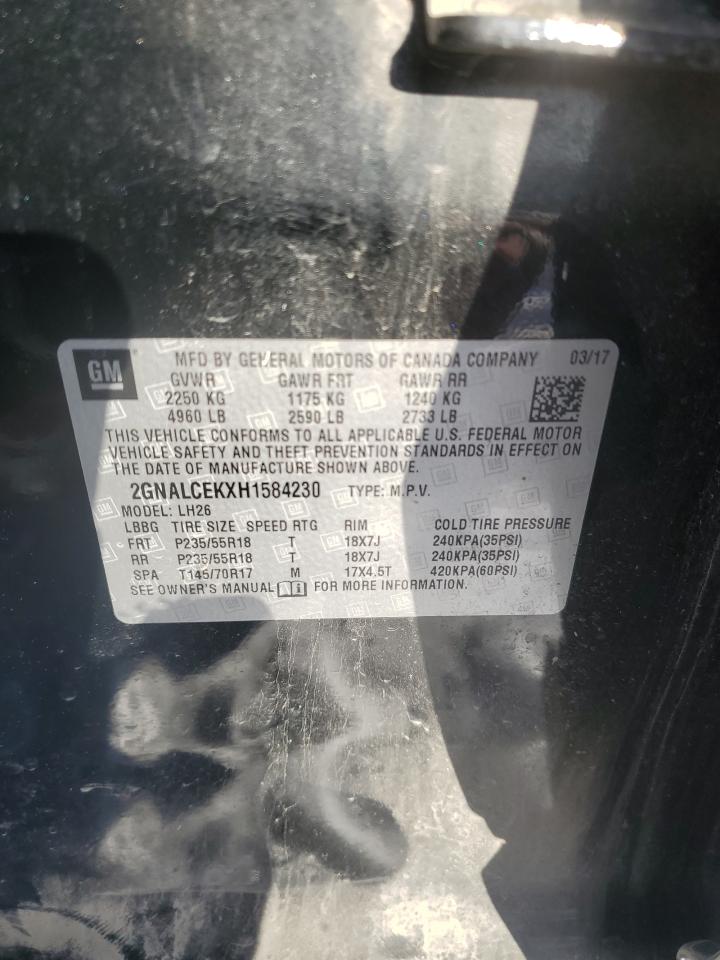 GM MFD BY GENERAL MOTORS OF CANADA COMPANY 03/17
GVWR GAWR FRT GAWR RR
2250 KG 1175 KG 1240 KG
4960 LB 2590 LB 2733 LB
THIS VEHICLE CONFORMS TO ALL APPLICABLE U.S. FEDERAL MOTOR
VEHICLE SAFETY AND THEFT PREVENTION STANDARDS IN EFFECT ON
THE DATE OF MANUFACTURE SHOWN ABOVE.
2GNALCEKXH1584230 TYPE: M.P.V.
MODEL: LH26
LBBG TIRE SIZE SPEED RTG RIM COLD TIRE PRESSURE
FRT P235/55R18 T 18X7J 240KPA(35PSI)
RR P235/55R18 T 18X7J 240KPA(35PSI)
SPA T145/70R17 M 17X4.5T 420KPA(60PSI)
SEE OWNER'S MANUAL FOR MORE INFORMATION.